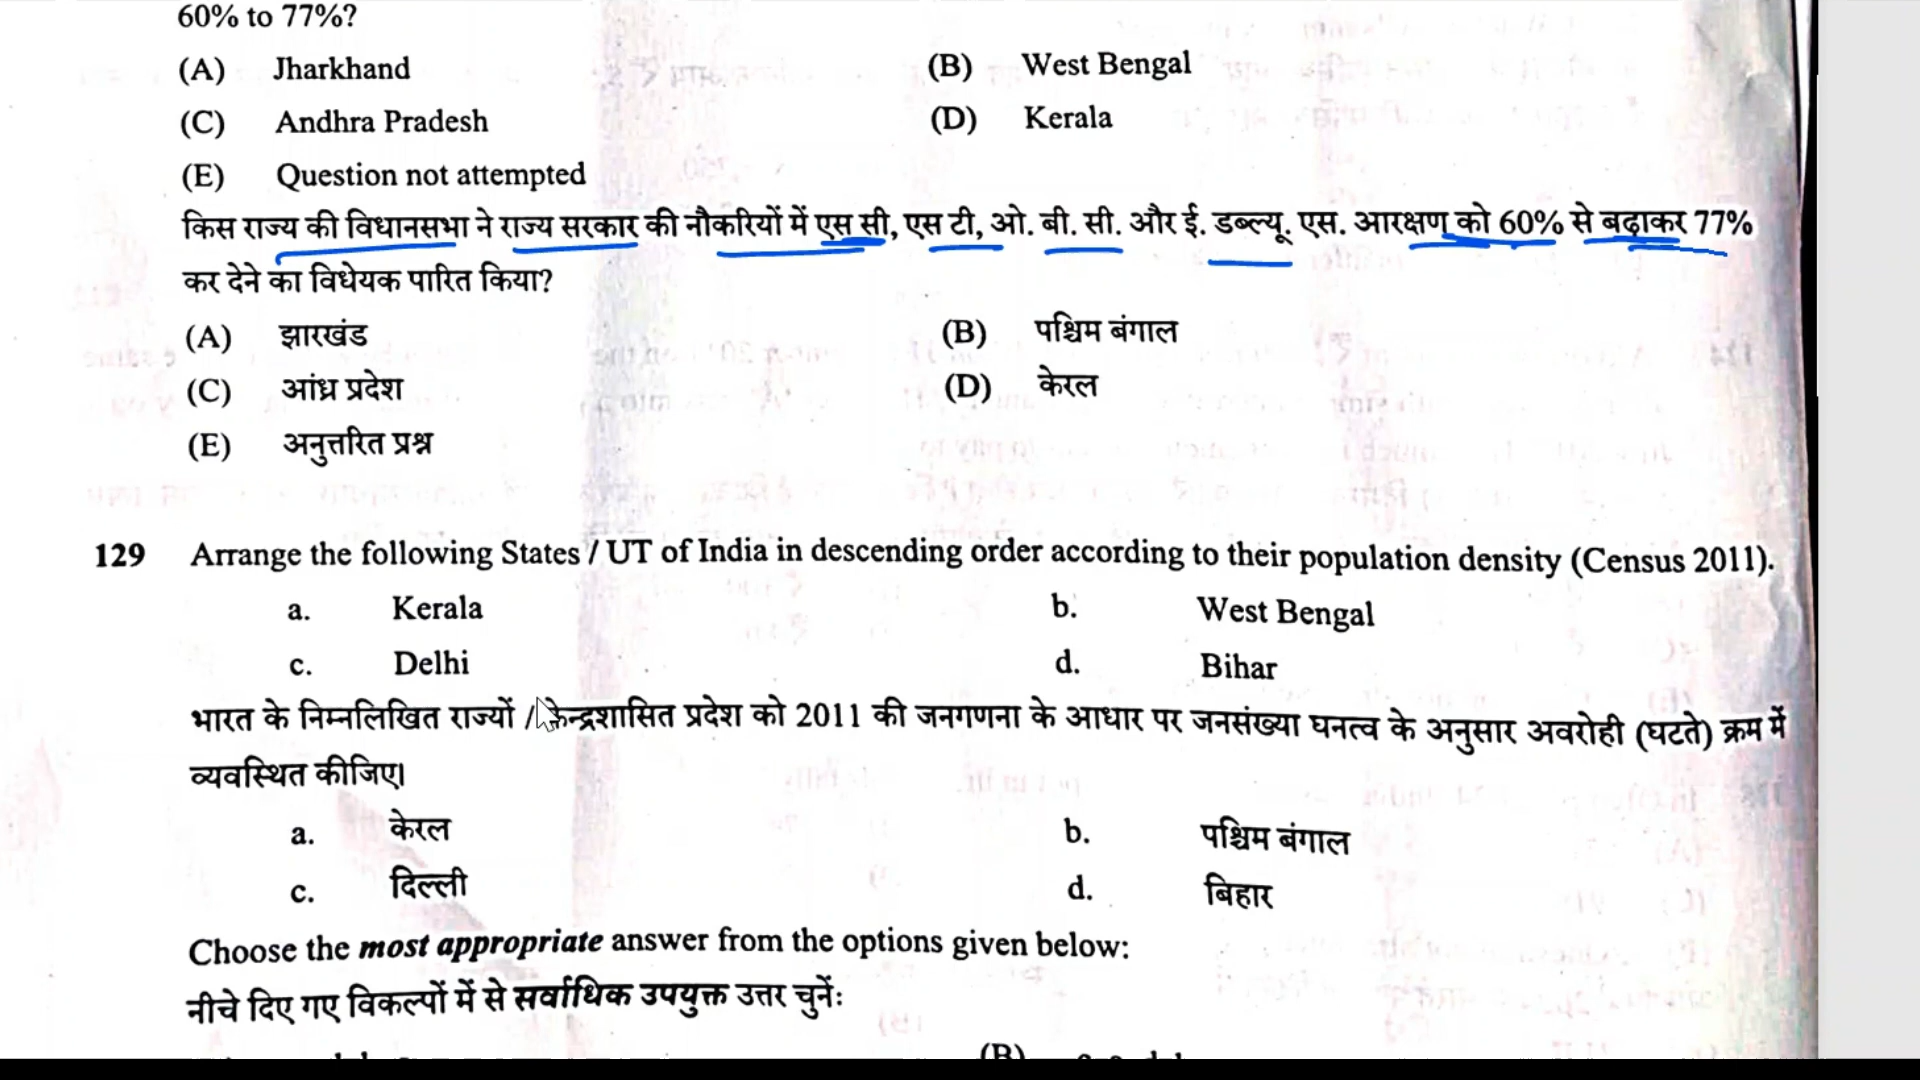 60% to 77%?
(A) Jharkhand (B) West Bengal
(C) Andhra Pradesh (D) Kerala
(E) Question not attempted
किस राज्य की विधानसभा ने राज्य सरकार की नौकरियों में एस सी, एस टी, ओ. बी. सी. और ई. डब्ल्यू. एस. आरक्षण को 60% से बढ़ाकर 77%
कर देने का विधेयक पारित किया?
(A) झारखंड (B) पश्चिम बंगाल
(C) आंध्र प्रदेश (D) केरल
(E) अनुत्तरित प्रश्न
129 Arrange the following States / UT of India in descending order according to their population density (Census 2011).
a. Kerala b. West Bengal
c. Delhi d. Bihar
भारत के निम्नलिखित राज्यों / केन्द्रशासित प्रदेश को 2011 की जनगणना के आधार पर जनसंख्या घनत्व के अनुसार अवरोही (घटते) क्रम में
व्यवस्थित कीजिए।
a. केरल b. पश्चिम बंगाल
c. दिल्ली d. बिहार
Choose the most appropriate answer from the options given below:
नीचे दिए गए विकल्पों में से सर्वाधिक उपयुक्त उत्तर चुनें:
(B)